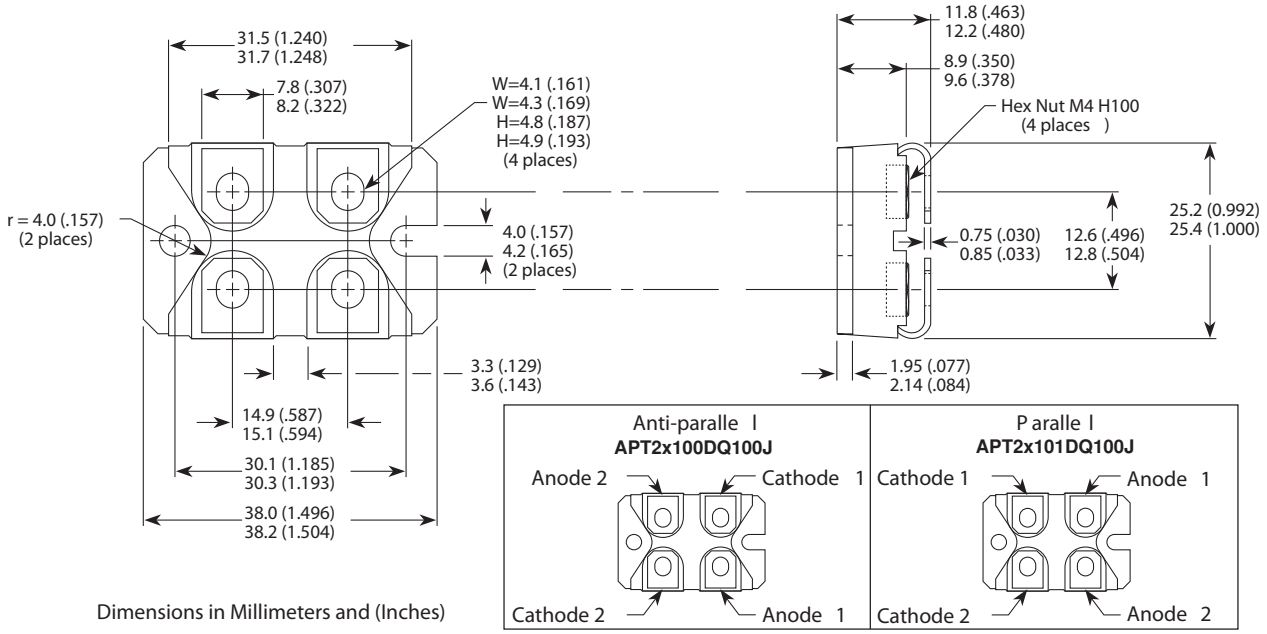 31.5 (1.240)
31.7 (1.248)
7.8 (.307)
8.2 (.322)
W=4.1 (.161)
W=4.3 (.169)
H=4.8 (.187)
H=4.9 (.193)
(4 places)
r = 4.0 (.157)
(2 places)
4.0 (.157)
4.2 (.165)
(2 places)
3.3 (.129)
3.6 (.143)
14.9 (.587)
15.1 (.594)
30.1 (1.185)
30.3 (1.193)
38.0 (1.496)
38.2 (1.504)
11.8 (.463)
12.2 (.480)
8.9 (.350)
9.6 (.378)
Hex Nut M4 H100
(4 places )
0.75 (.030)
0.85 (.033)
12.6 (.496)
12.8 (.504)
25.2 (0.992)
25.4 (1.000)
1.95 (.077)
2.14 (.084)
Anti-paralle l
APT2x100DQ100J
Anode 2
Cathode 1
Cathode 2
Anode 1
P aralle l
APT2x101DQ100J
Cathode 1
Anode 1
Cathode 2
Anode 2
Dimensions in Millimeters and (Inches)